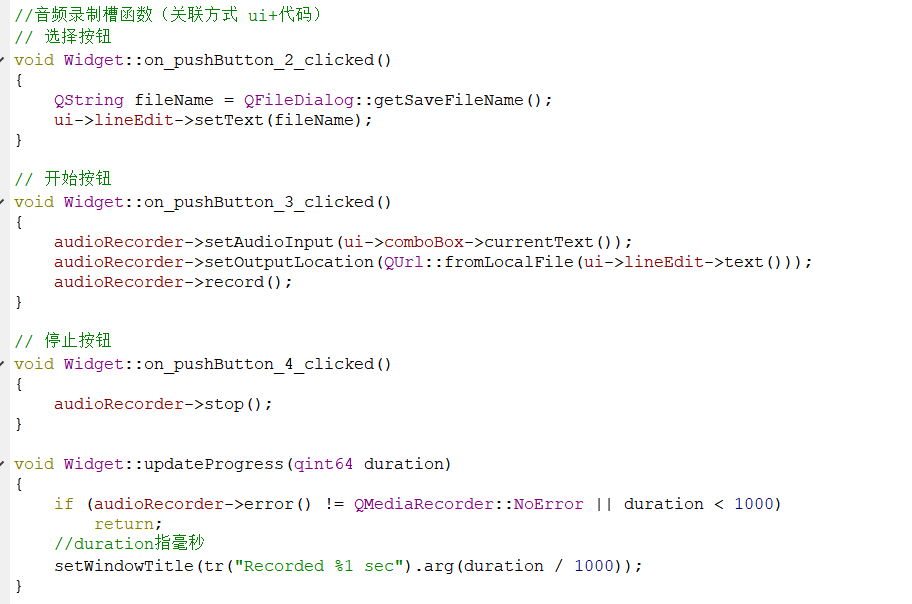 //音频录制槽函数（关联方式 ui+代码）
// 选择按钮
void Widget::on_pushButton_2_clicked()
{
    QString fileName = QFileDialog::getSaveFileName();
    ui->lineEdit->setText(fileName);
}

// 开始按钮
void Widget::on_pushButton_3_clicked()
{
    audioRecorder->setAudioInput(ui->comboBox->currentText());
    audioRecorder->setOutputLocation(QUrl::fromLocalFile(ui->lineEdit->text()));
    audioRecorder->record();
}

// 停止按钮
void Widget::on_pushButton_4_clicked()
{
    audioRecorder->stop();
}

void Widget::updateProgress(qint64 duration)
{
    if (audioRecorder->error() != QMediaRecorder::NoError || duration < 1000)
        return;
    //duration指毫秒
    setWindowTitle(tr("Recorded %1 sec").arg(duration / 1000));
}